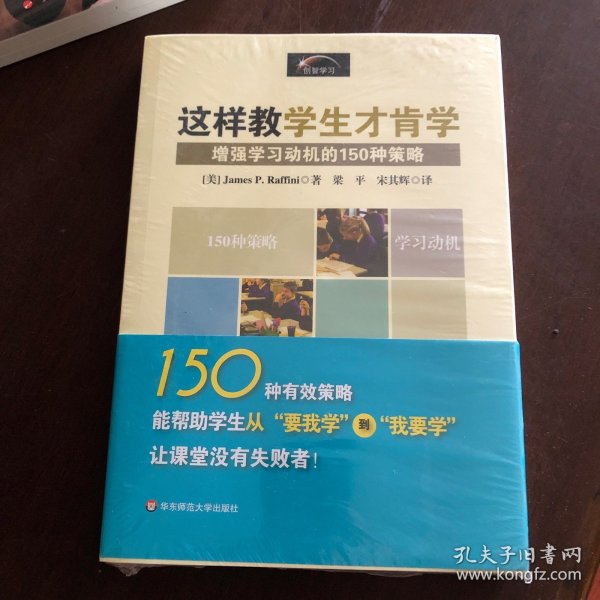 创智学习
这样教学生才肯学
增强学习动机的150种策略
[美] James P. Raffini◎著 梁 平 宋其辉◎译
150种策略
学习动机
150种有效策略
能帮助学生从“要我学”到“我要学”
让课堂没有失败者!
华东师范大学出版社
孔夫子旧书网
www.kongfz.com